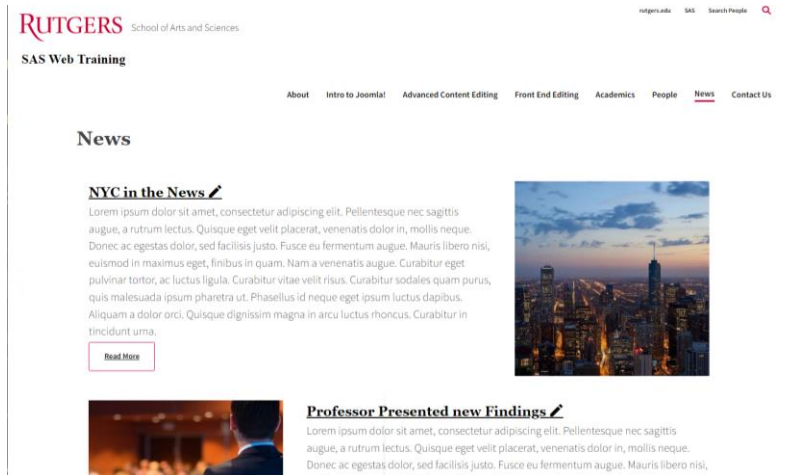 rutgers.edu SAS Search People
RUTGERS School of Arts and Sciences
SAS Web Training
About Intro to Joomla! Advanced Content Editing Front End Editing Academics People News Contact Us
News
NYC in the News
Lorem ipsum dolor sit amet, consectetur adipiscing elit. Pellentesque nec sagittis
augue, a rutrum lectus. Quisque eget velit placerat, venenatis dolor in, mollis neque.
Donec ac egestas dolor, sed facilisis justo. Fusce eu fermentum augue. Mauris libero nisi,
euismod in maximus eget, finibus in quam. Nam a venenatis augue. Curabitur eget
pulvinar tortor, ac luctus ligula. Curabitur vitae velit risus. Curabitur sodales quam purus,
quis malesuada ipsum pharetra ut. Phasellus id neque eget ipsum luctus dapibus.
Aliquam a dolor orci. Quisque dignissim magna in arcu luctus rhoncus. Curabitur in
tincidunt urna.
Read More
Professor Presented new Findings
Lorem ipsum dolor sit amet, consectetur adipiscing elit. Pellentesque nec sagittis
augue, a rutrum lectus. Quisque eget velit placerat, venenatis dolor in, mollis neque.
Donec ac egestas dolor, sed facilisis justo. Fusce eu fermentum augue. Mauris libero nisi,